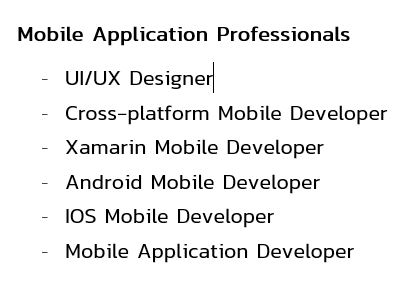 Mobile Application Professionals
- UI/UX Designer
- Cross-platform Mobile Developer
- Xamarin Mobile Developer
- Android Mobile Developer
- IOS Mobile Developer
- Mobile Application Developer